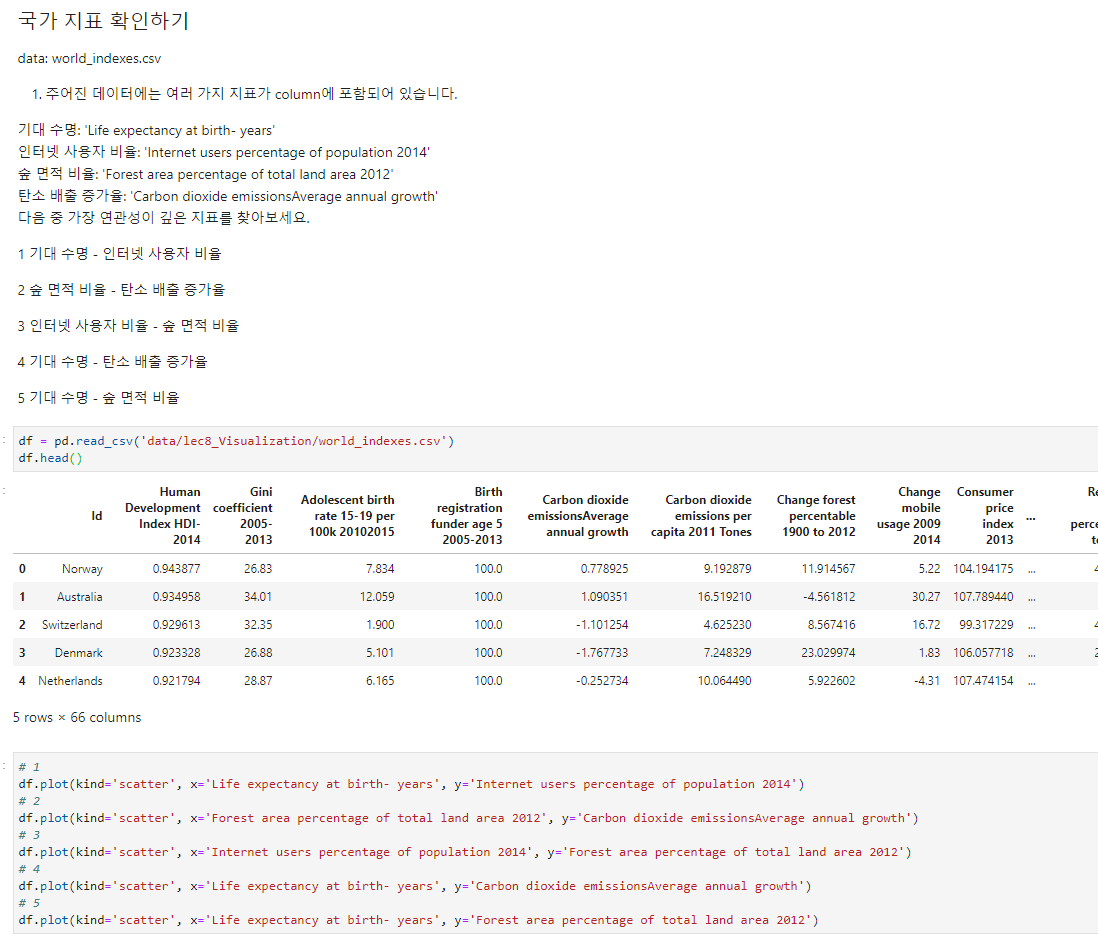 국가 지표 확인하기
data: world_indexes.csv
1. 주어진 데이터에는 여러 가지 지표가 column에 포함되어 있습니다.
기대 수명: 'Life expectancy at birth- years'
인터넷 사용자 비율: 'Internet users percentage of population 2014'
숲 면적 비율: 'Forest area percentage of total land area 2012'
탄소 배출 증가율: 'Carbon dioxide emissionsAverage annual growth'
다음 중 가장 연관성이 깊은 지표를 찾아보세요.
1 기대 수명 - 인터넷 사용자 비율
2 숲 면적 비율 - 탄소 배출 증가율
3 인터넷 사용자 비율 - 숲 면적 비율
4 기대 수명 - 탄소 배출 증가율
5 기대 수명 - 숲 면적 비율
df = pd.read_csv('data/lec8_Visualization/world_indexes.csv')
df.head()
Id Human Development Index HDI-2014 Gini coefficient 2005-2013 Adolescent birth rate 15-19 per 100k 20102015 Birth registration funder age 5 2005-2013 Carbon dioxide emissionsAverage annual growth Carbon dioxide emissions per capita 2011 Tones Change forest percentable 1900 to 2012 Change mobile usage 2009 2014 Consumer price index 2013 ...
0 Norway 0.943877 26.83 7.834 100.0 0.778925 9.192879 11.914567 5.22 104.194175 ...
1 Australia 0.934958 34.01 12.059 100.0 1.090351 16.519210 -4.561812 30.27 107.789440 ...
2 Switzerland 0.929613 32.35 1.900 100.0 -1.101254 4.625230 8.567416 16.72 99.317229 ...
3 Denmark 0.923328 26.88 5.101 100.0 -1.767733 7.248329 23.029974 1.83 106.057718 ...
4 Netherlands 0.921794 28.87 6.165 100.0 -0.252734 10.064490 5.922602 -4.31 107.474154 ...
5 rows × 66 columns
# 1
df.plot(kind='scatter', x='Life expectancy at birth- years', y='Internet users percentage of population 2014')
# 2
df.plot(kind='scatter', x='Forest area percentage of total land area 2012', y='Carbon dioxide emissionsAverage annual growth')
# 3
df.plot(kind='scatter', x='Internet users percentage of population 2014', y='Forest area percentage of total land area 2012')
# 4
df.plot(kind='scatter', x='Life expectancy at birth- years', y='Carbon dioxide emissionsAverage annual growth')
# 5
df.plot(kind='scatter', x='Life expectancy at birth- years', y='Forest area percentage of total land area 2012')